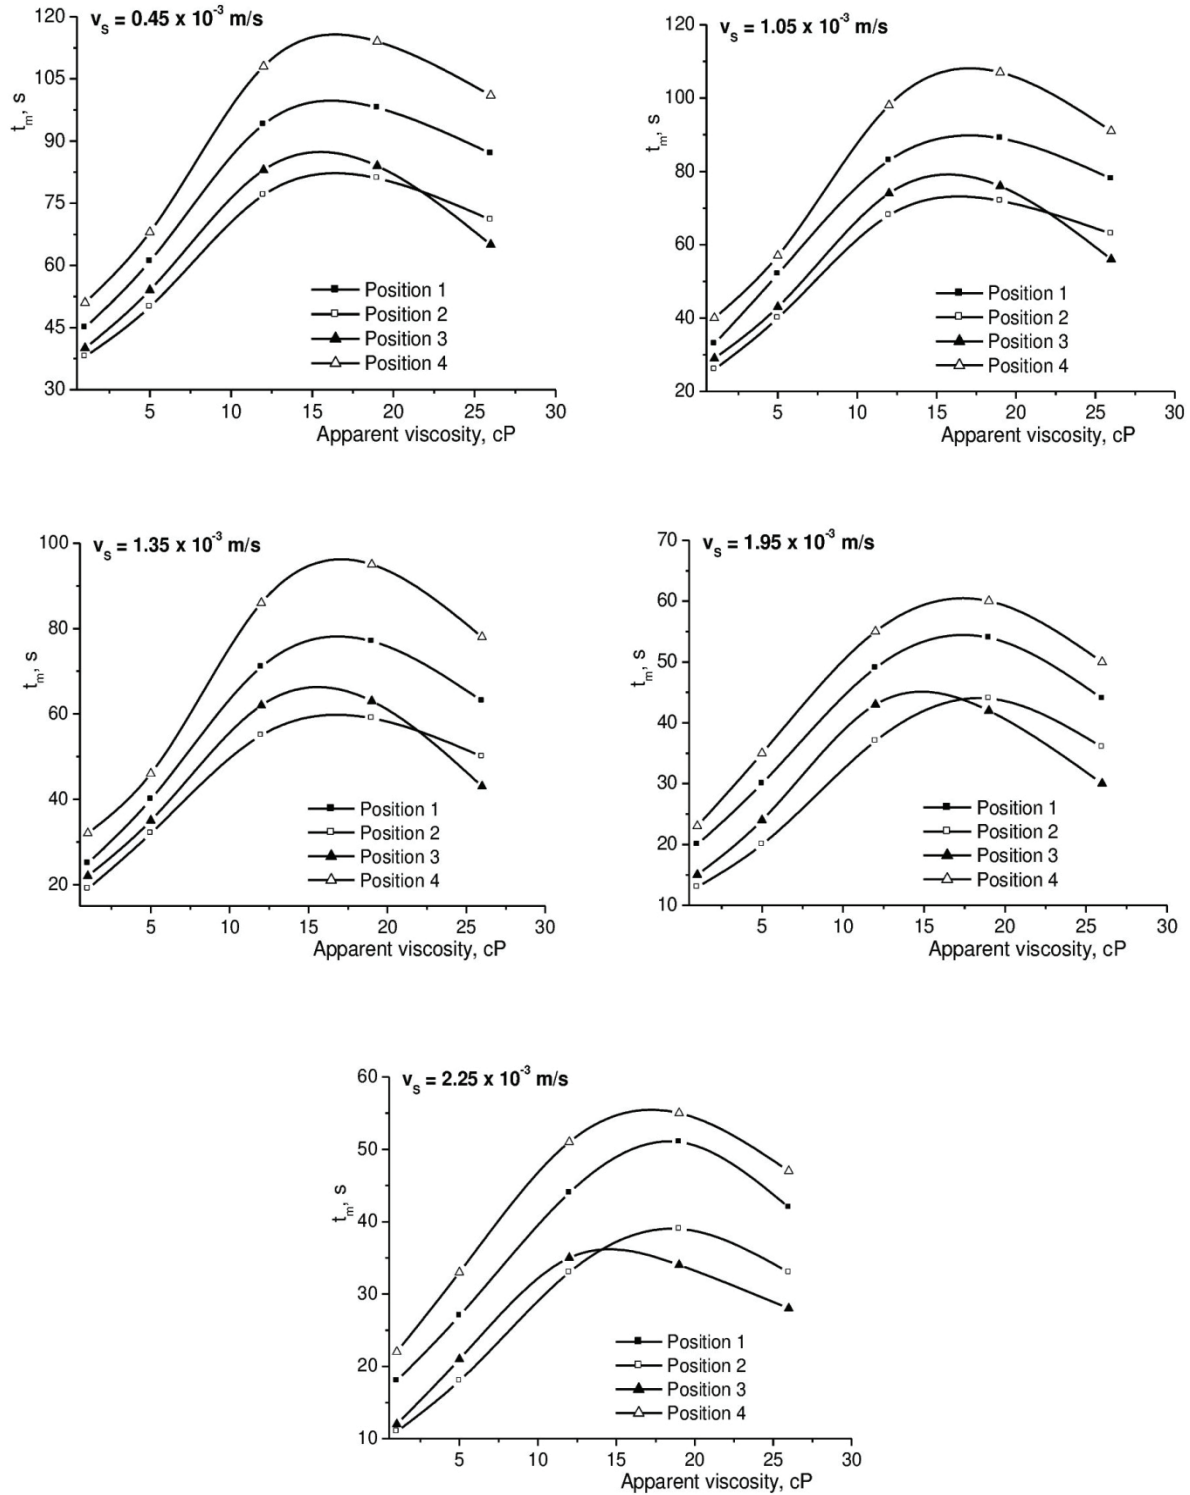 v_S = 0.45 x 10^-3 m/s
t_m, s
120
105
90
75
60
45
30
5 10 15 20 25 30
Apparent viscosity, cP
Position 1
Position 2
Position 3
Position 4
v_S = 1.05 x 10^-3 m/s
t_m, s
120
100
80
60
40
20
5 10 15 20 25 30
Apparent viscosity, cP
Position 1
Position 2
Position 3
Position 4
v_S = 1.35 x 10^-3 m/s
t_m, s
100
80
60
40
20
5 10 15 20 25 30
Apparent viscosity, cP
Position 1
Position 2
Position 3
Position 4
v_S = 1.95 x 10^-3 m/s
t_m, s
70
60
50
40
30
20
10
5 10 15 20 25 30
Apparent viscosity, cP
Position 1
Position 2
Position 3
Position 4
v_S = 2.25 x 10^-3 m/s
t_m, s
60
50
40
30
20
10
5 10 15 20 25 30
Apparent viscosity, cP
Position 1
Position 2
Position 3
Position 4